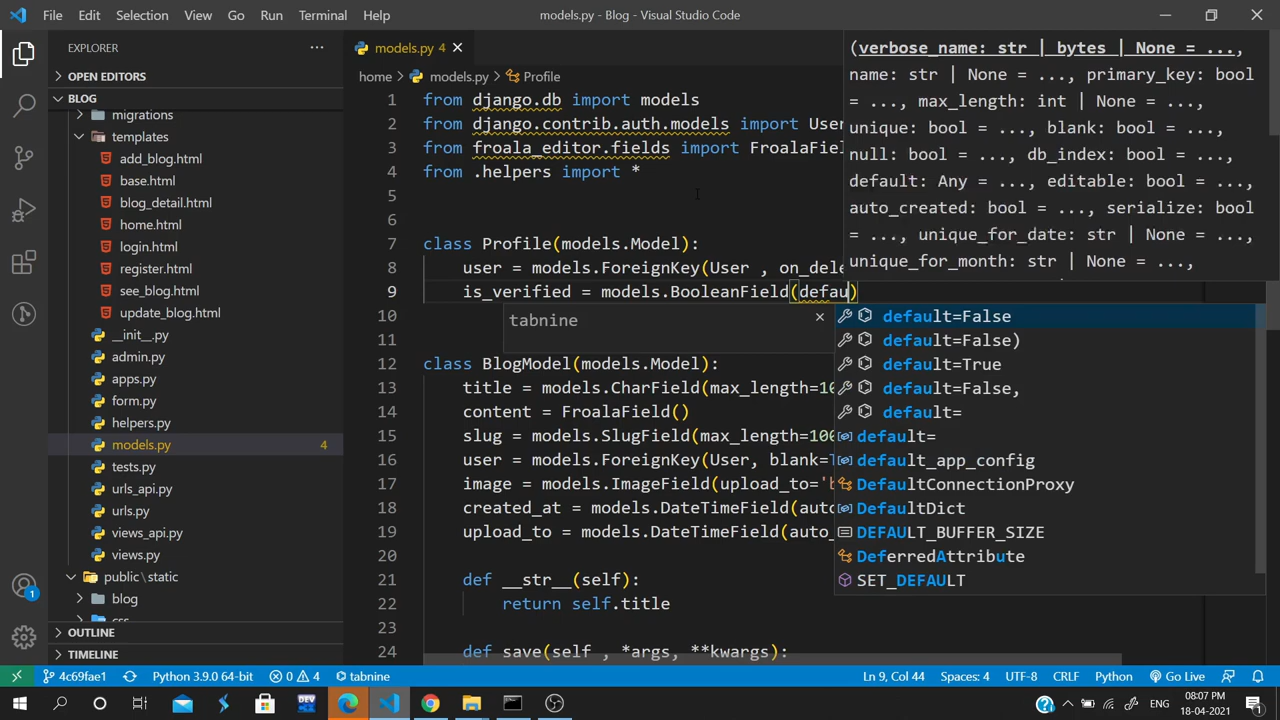 File Edit Selection View Go Run Terminal Help
models.py - Blog - Visual Studio Code
EXPLORER
OPEN EDITORS
BLOG
migrations
templates
add_blog.html
base.html
blog_detail.html
home.html
login.html
register.html
see_blog.html
update_blog.html
__init__.py
admin.py
apps.py
form.py
helpers.py
models.py 4
tests.py
urls_api.py
urls.py
views_api.py
views.py
public\static
blog
OUTLINE
TIMELINE
models.py 4
home > models.py > Profile
1 from django.db import models
2 from django.contrib.auth.models import User
3 from froala_editor.fields import FroalaFiel
4 from .helpers import *
5
6
7 class Profile(models.Model):
8 user = models.ForeignKey(User , on_dele
9 is_verified = models.BooleanField(defau)
10
11
12 class BlogModel(models.Model):
13 title = models.CharField(max_length=10
14 content = FroalaField()
15 slug = models.SlugField(max_length=100
16 user = models.ForeignKey(User, blank=T
17 image = models.ImageField(upload_to='b
18 created_at = models.DateTimeField(auto
19 upload_to = models.DateTimeField(auto_
20
21 def __str__(self):
22 return self.title
23
24 def save(self , *args, **kwargs):
tabnine
(verbose_name: str | bytes | None = ...,
name: str | None = ..., primary_key: bool
= ..., max_length: int | None = ...,
unique: bool = ..., blank: bool = ...,
null: bool = ..., db_index: bool = ...,
default: Any = ..., editable: bool = ...,
auto_created: bool = ..., serialize: bool
= ..., unique_for_date: str | None = ...,
unique_for_month: str | None = ...,
default=False
default=False)
default=True
default=False,
default=
default=
default_app_config
DefaultConnectionProxy
DefaultDict
DEFAULT_BUFFER_SIZE
DeferredAttribute
SET_DEFAULT
1
4c69fae1 Python 3.9.0 64-bit 0 4 tabnine
Ln 9, Col 44 Spaces: 4 UTF-8 CRLF Python Go Live
DEV
ENG
08:07 PM
18-04-2021
1